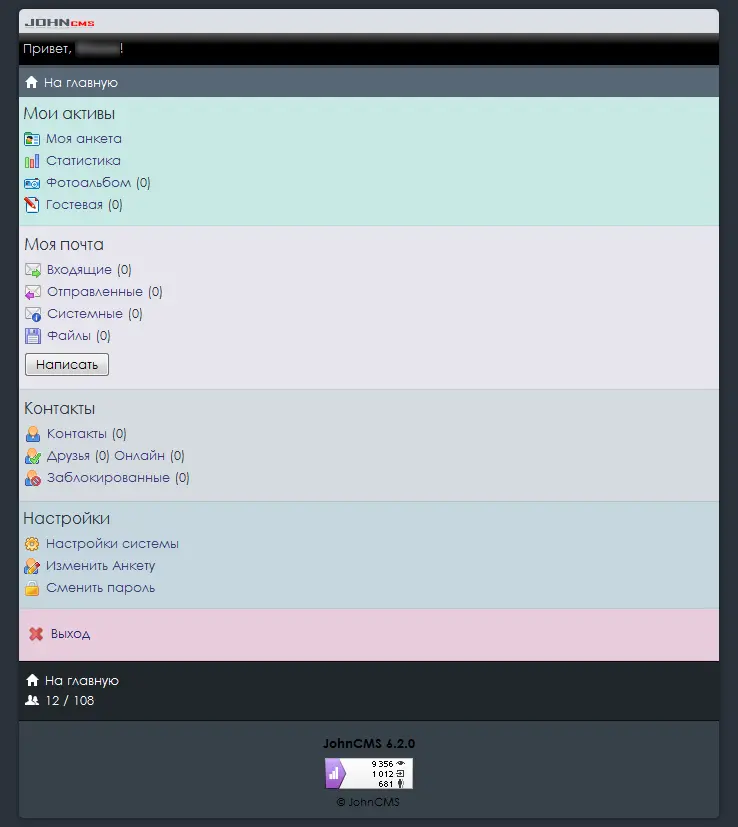 JOHNCMS
Привет, !
На главную
Мои активы
Моя анкета
Статистика
Фотоальбом (0)
Гостевая (0)
Моя почта
Входящие (0)
Отправленные (0)
Системные (0)
Файлы (0)
Написать
Контакты
Контакты (0)
Друзья (0) Онлайн (0)
Заблокированные (0)
Настройки
Настройки системы
Изменить Анкету
Сменить пароль
Выход
На главную
12 / 108
JohnCMS 6.2.0
9 356
1 012
681
© JohnCMS